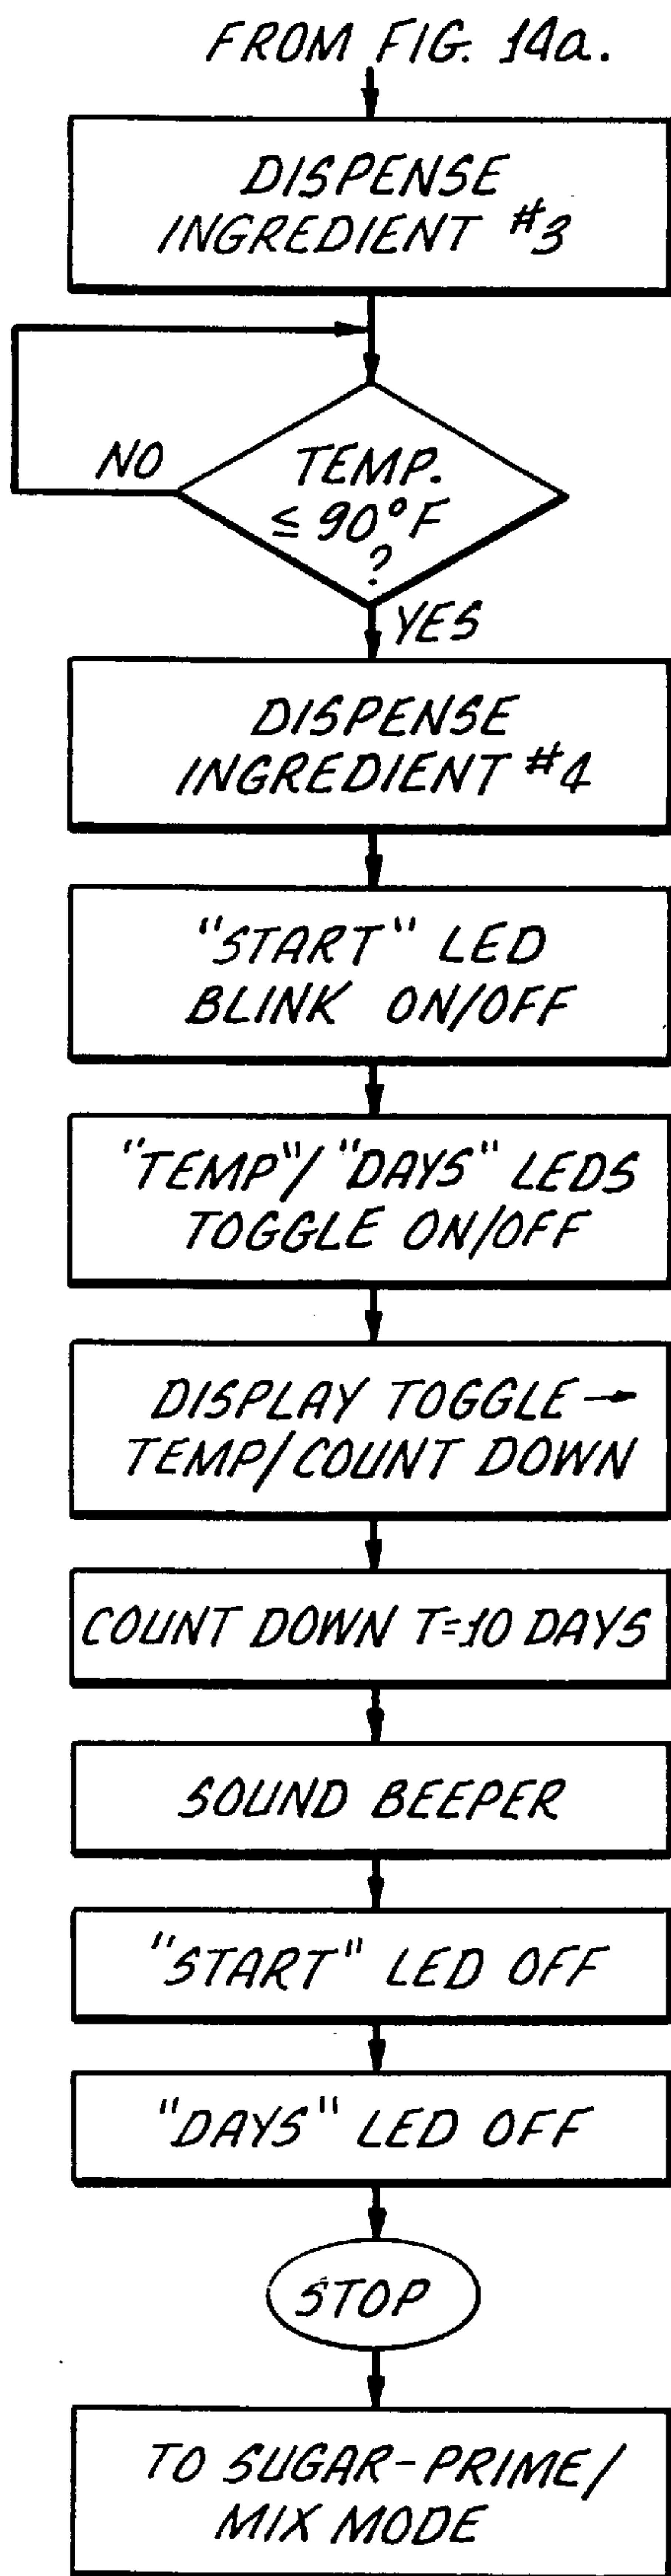 FROM FIG. 14a.
DISPENSE
INGREDIENT #3
NO
TEMP.
≤ 90°F
?
YES
DISPENSE
INGREDIENT #4
"START" LED
BLINK ON/OFF
"TEMP"/"DAYS" LEDS
TOGGLE ON/OFF
DISPLAY TOGGLE→
TEMP/COUNT DOWN
COUNT DOWN T=10 DAYS
SOUND BEEPER
"START" LED OFF
"DAYS" LED OFF
STOP
TO SUGAR-PRIME/
MIX MODE